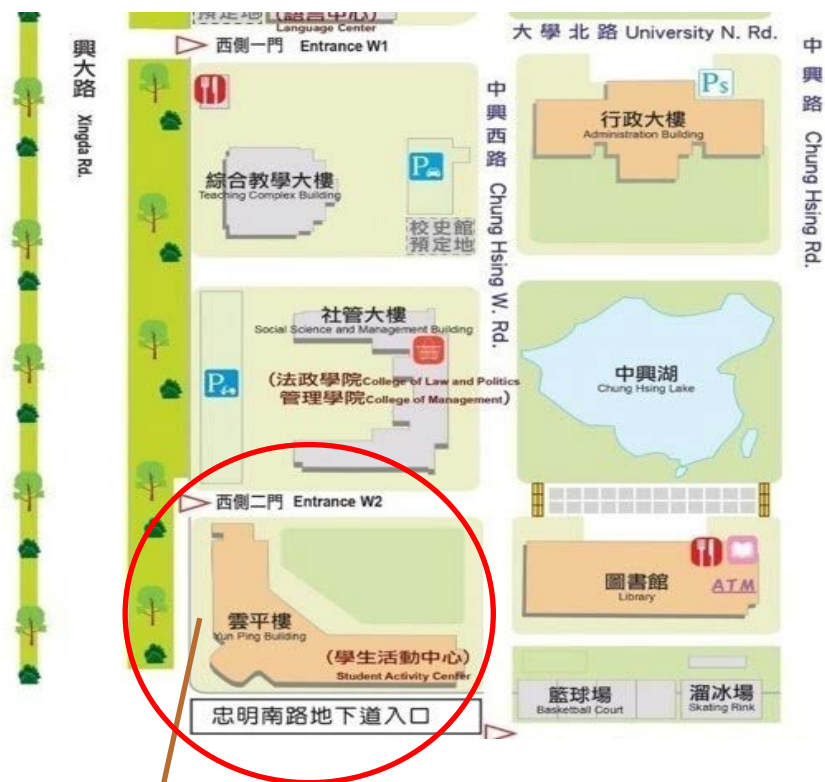 預定地 (語言中心)
Language Center
西側一門 Entrance W1
大學北路 University N. Rd.
興大路 Xingda Rd.
中興西路 Chung Hsing W. Rd.
中興路 Chung Hsing Rd.
Ps
行政大樓
Administration Building
綜合教學大樓
Teaching Complex Building
P
校史館
預定地
社管大樓
Social Science and Management Building
P
(法政學院College of Law and Politics
管理學院College of Management)
中興湖
Chung Hsing Lake
西側二門 Entrance W2
雲平樓
Yun Ping Building
(學生活動中心)
Student Activity Center
圖書館
Library
ATM
忠明南路地下道入口
籃球場
Basketball Court
溜冰場
Skating Rink